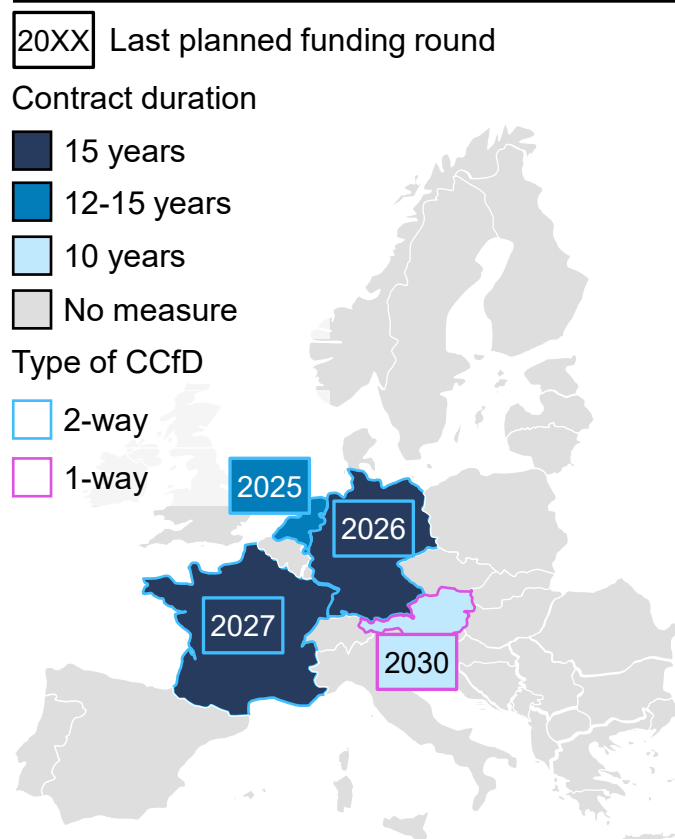 20XX Last planned funding round
Contract duration
15 years
12-15 years
10 years
No measure
Type of CCfD
2-way
1-way
2025
2026
2027
2030